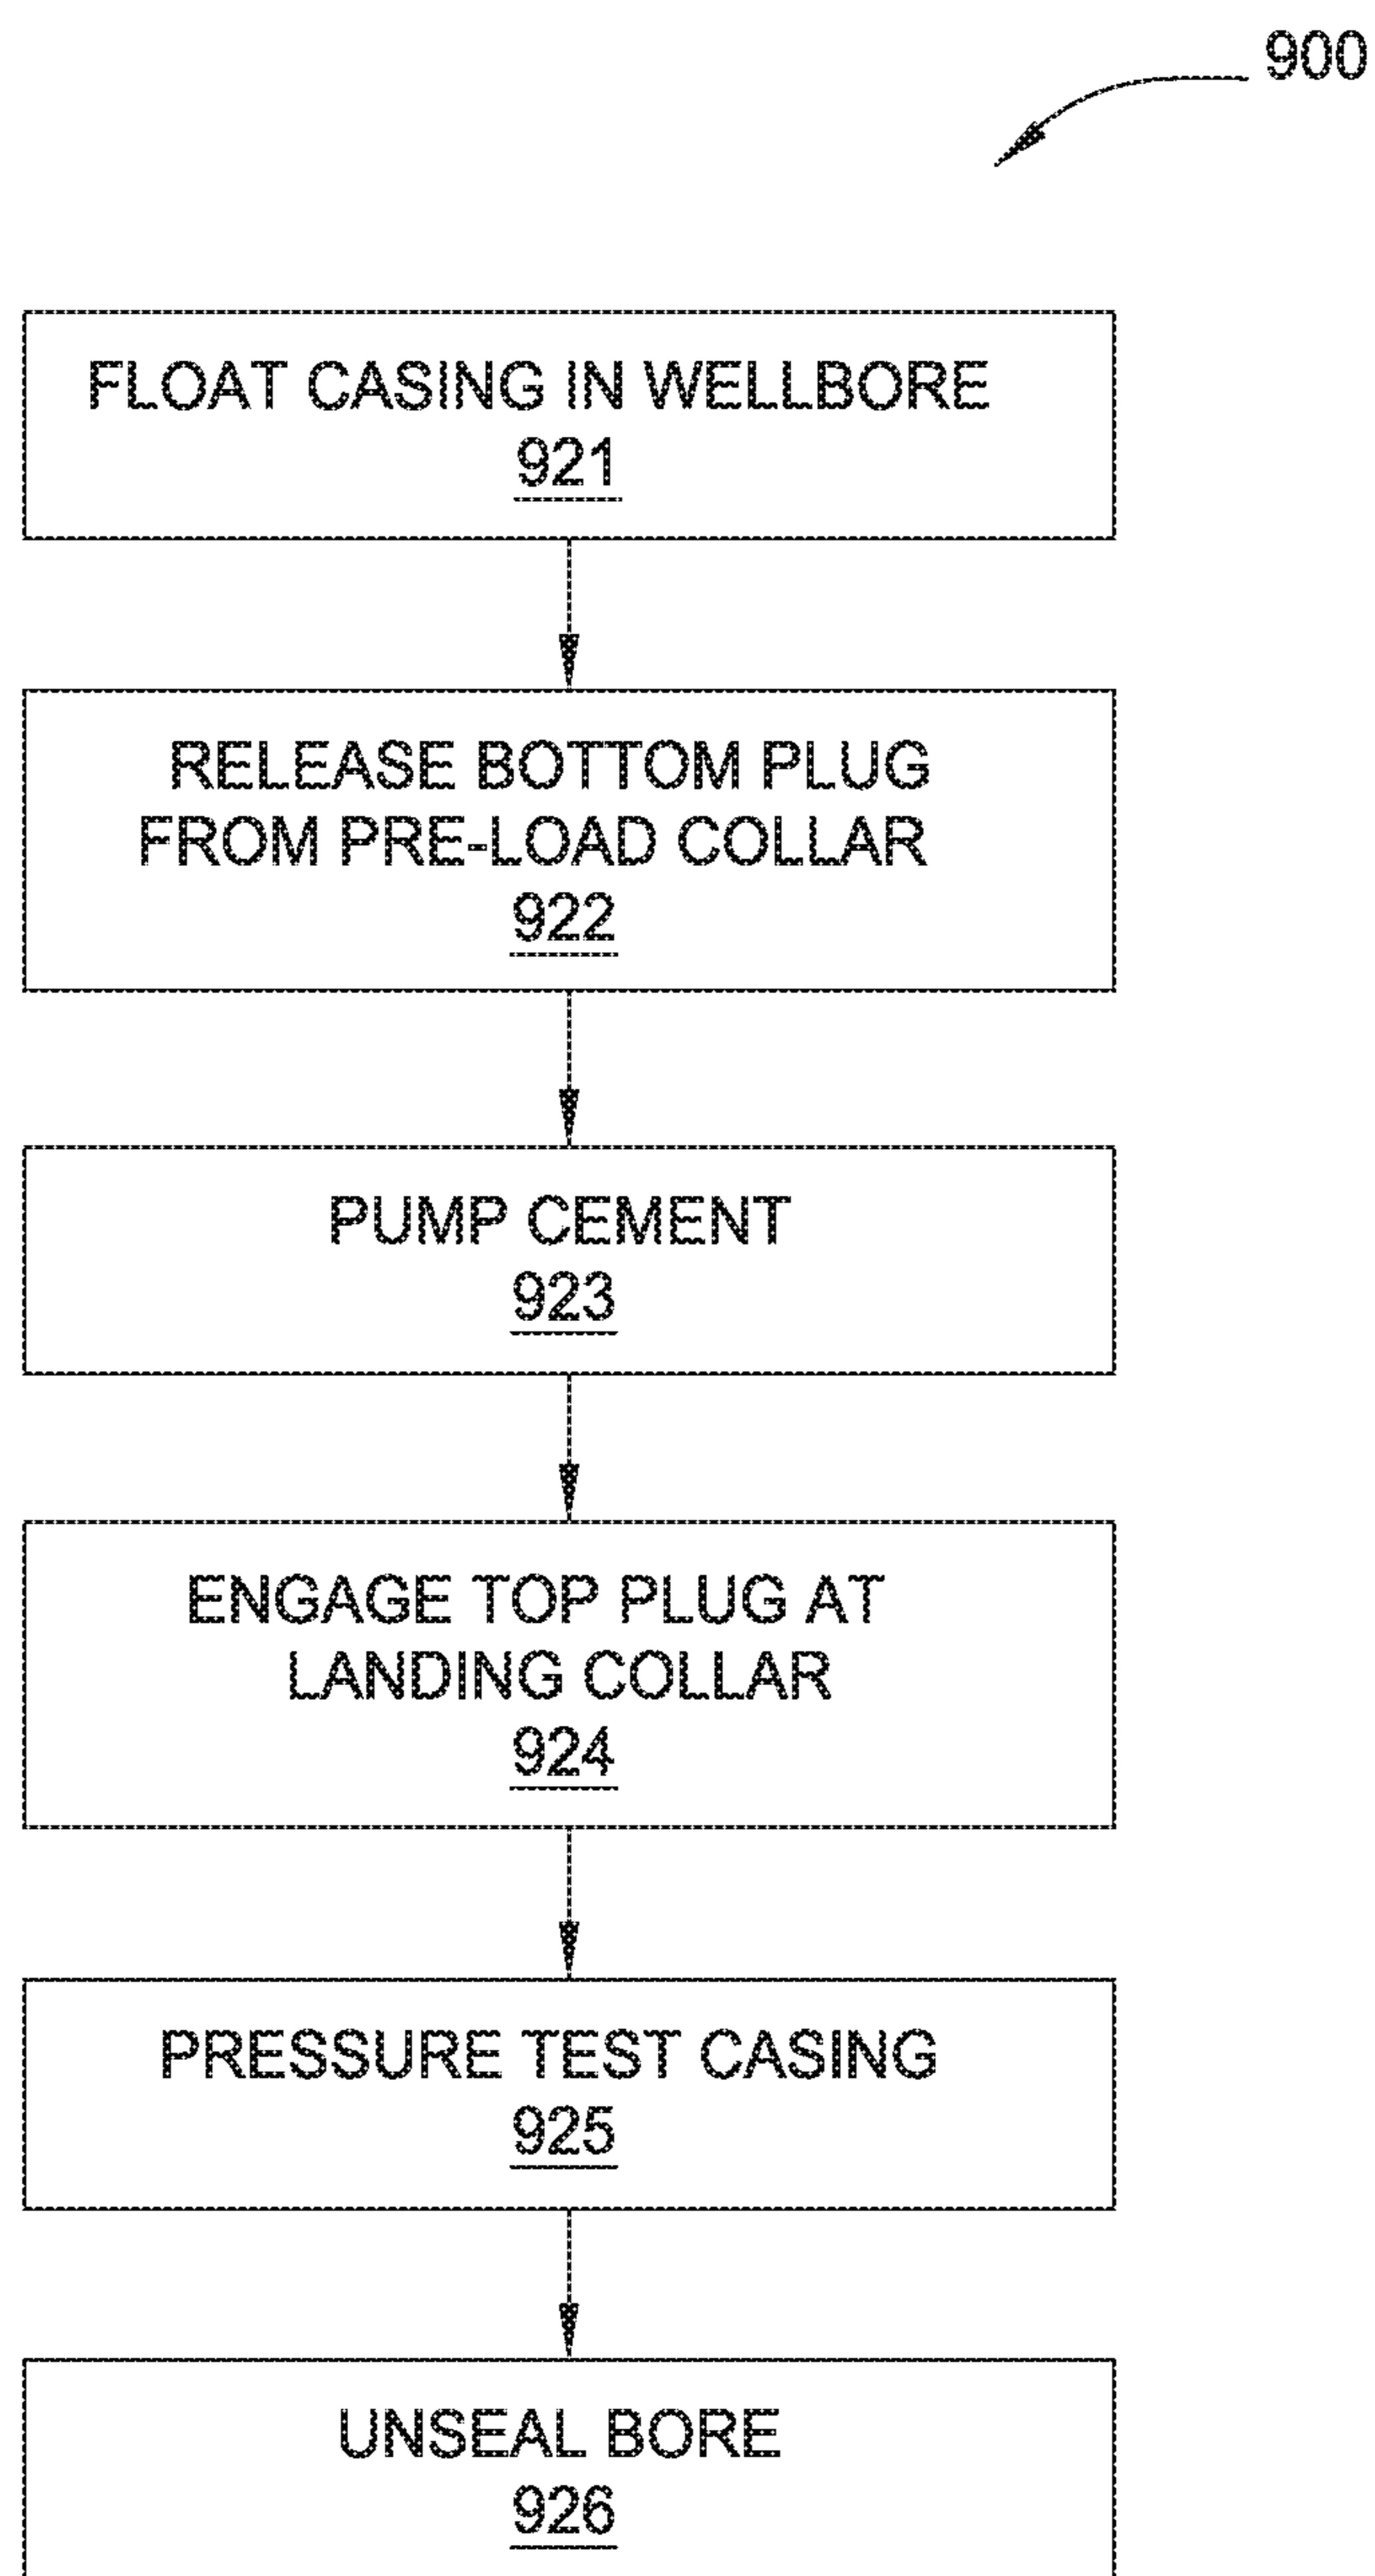 900
FLOAT CASING IN WELLBORE
921
RELEASE BOTTOM PLUG
FROM PRE-LOAD COLLAR
922
PUMP CEMENT
923
ENGAGE TOP PLUG AT
LANDING COLLAR
924
PRESSURE TEST CASING
925
UNSEAL BORE
926